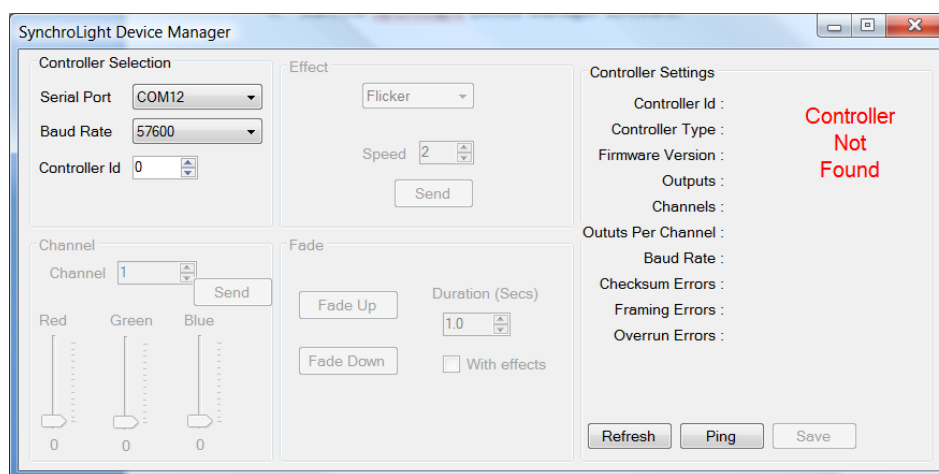 SynchroLight Device Manager
Controller Selection
Serial Port COM12
Baud Rate 57600
Controller Id 0
Effect
Flicker
Speed 2
Send
Controller Settings
Controller Id :
Controller Type :
Firmware Version :
Outputs :
Channels :
Oututs Per Channel :
Baud Rate :
Checksum Errors :
Framing Errors :
Overrun Errors :
Controller
Not
Found
Channel
Channel 1
Send
Red Green Blue
0 0 0
Fade
Fade Up
Duration (Secs)
1.0
Fade Down
With effects
Refresh Ping Save